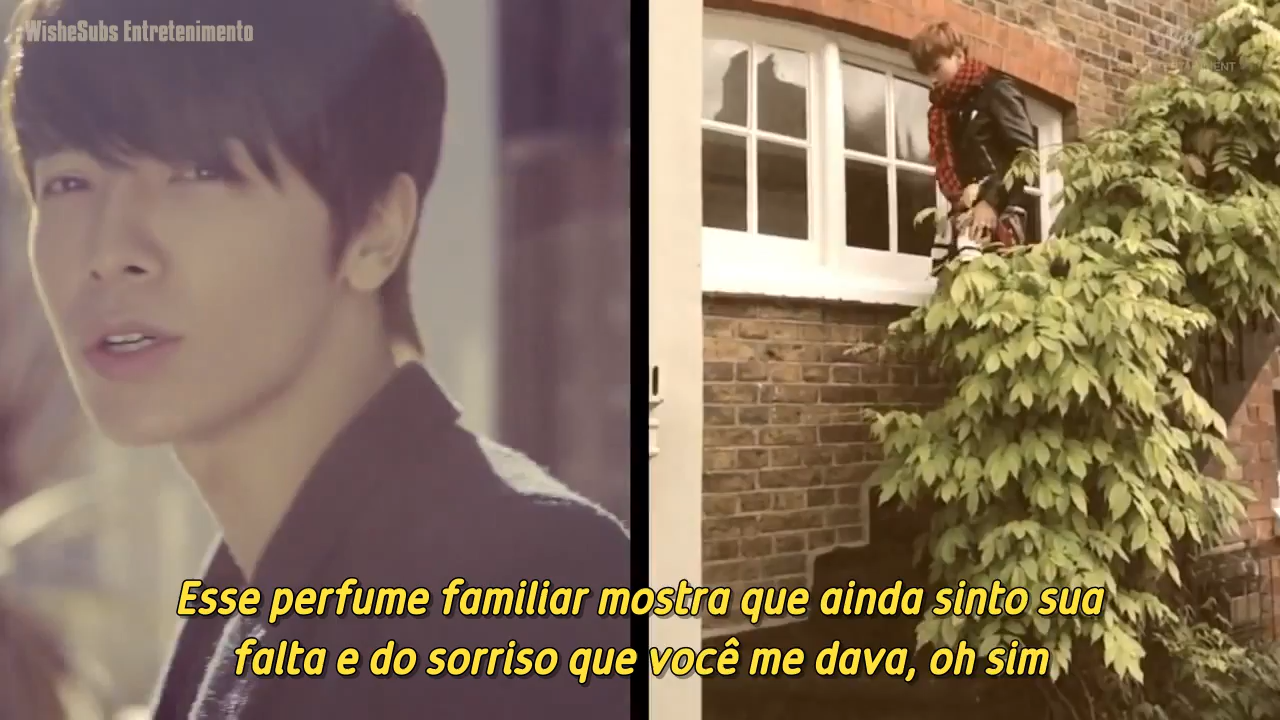 WisheSubs Entretenimento
Esse perfume familiar mostra que ainda sinto sua
falta e do sorriso que você me dava, oh sim